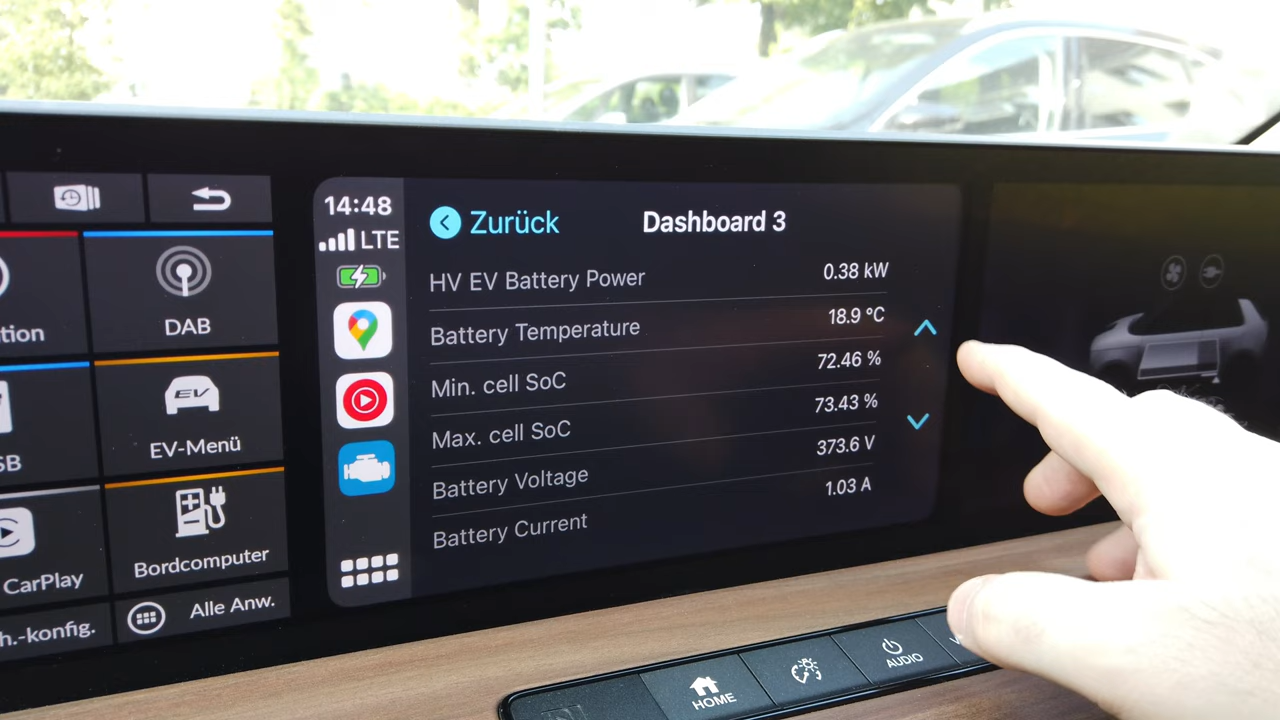 14:48
LTE
Zurück
Dashboard 3
HV EV Battery Power 0.38 kW
Battery Temperature 18.9 °C
Min. cell SoC 72.46 %
Max. cell SoC 73.43 %
Battery Voltage 373.6 V
Battery Current 1.03 A
tion
DAB
SB
EV
EV-Menü
CarPlay
Bordcomputer
h.-konfig.
Alle Anw.
HOME
AUDIO